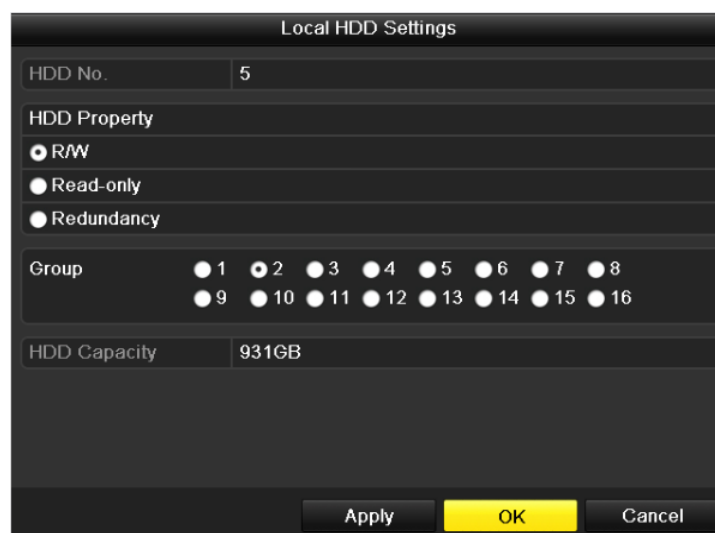 Local HDD Settings
HDD No. 5
HDD Property
R/W
Read-only
Redundancy
Group 1 2 3 4 5 6 7 8
9 10 11 12 13 14 15 16
HDD Capacity 931GB
Apply OK Cancel